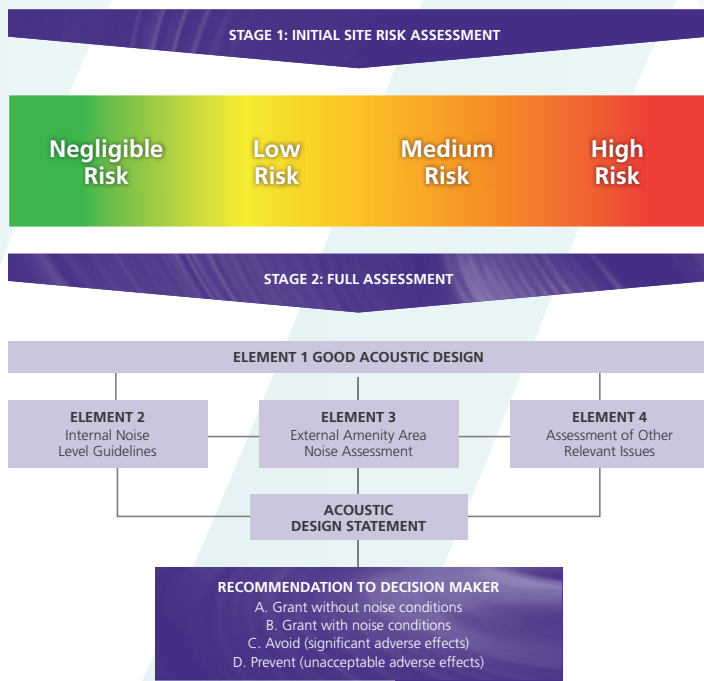 STAGE 1: INITIAL SITE RISK ASSESSMENT
Negligible
Risk
Low
Risk
Medium
Risk
High
Risk
STAGE 2: FULL ASSESSMENT
ELEMENT 1 GOOD ACOUSTIC DESIGN
ELEMENT 2
Internal Noise
Level Guidelines
ELEMENT 3
External Amenity Area
Noise Assessment
ELEMENT 4
Assessment of Other
Relevant Issues
ACOUSTIC
DESIGN STATEMENT
RECOMMENDATION TO DECISION MAKER
A. Grant without noise conditions
B. Grant with noise conditions
C. Avoid (significant adverse effects)
D. Prevent (unacceptable adverse effects)